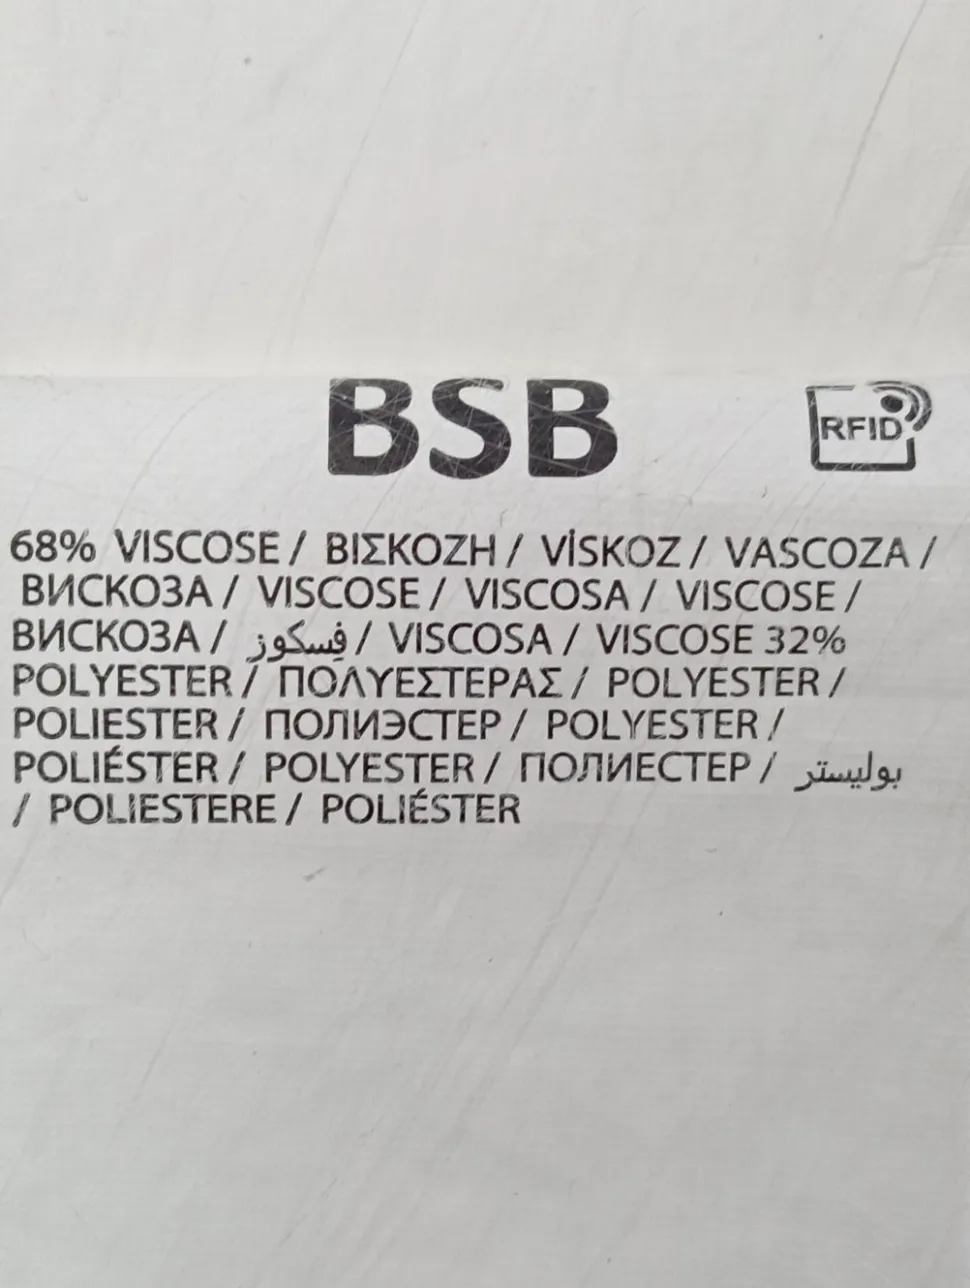 BSB
RFID
68% VISCOSE / ΒΙΣΚΟΖΗ / VİSKOZ / VASCOZA /
ВИСКОЗА / VISCOSE / VISCOSA / VISCOSE /
ВИСКОЗА / فِسكوز / VISCOSA / VISCOSE 32%
POLYESTER / ΠΟΛΥΕΣΤΕΡΑΣ / POLYESTER /
POLIESTER / ПОЛИЭСТЕР / POLYESTER /
POLIÉSTER / POLYESTER / ПОЛИЕСТЕР / بوليستر
/ POLIESTERE / POLIÉSTER